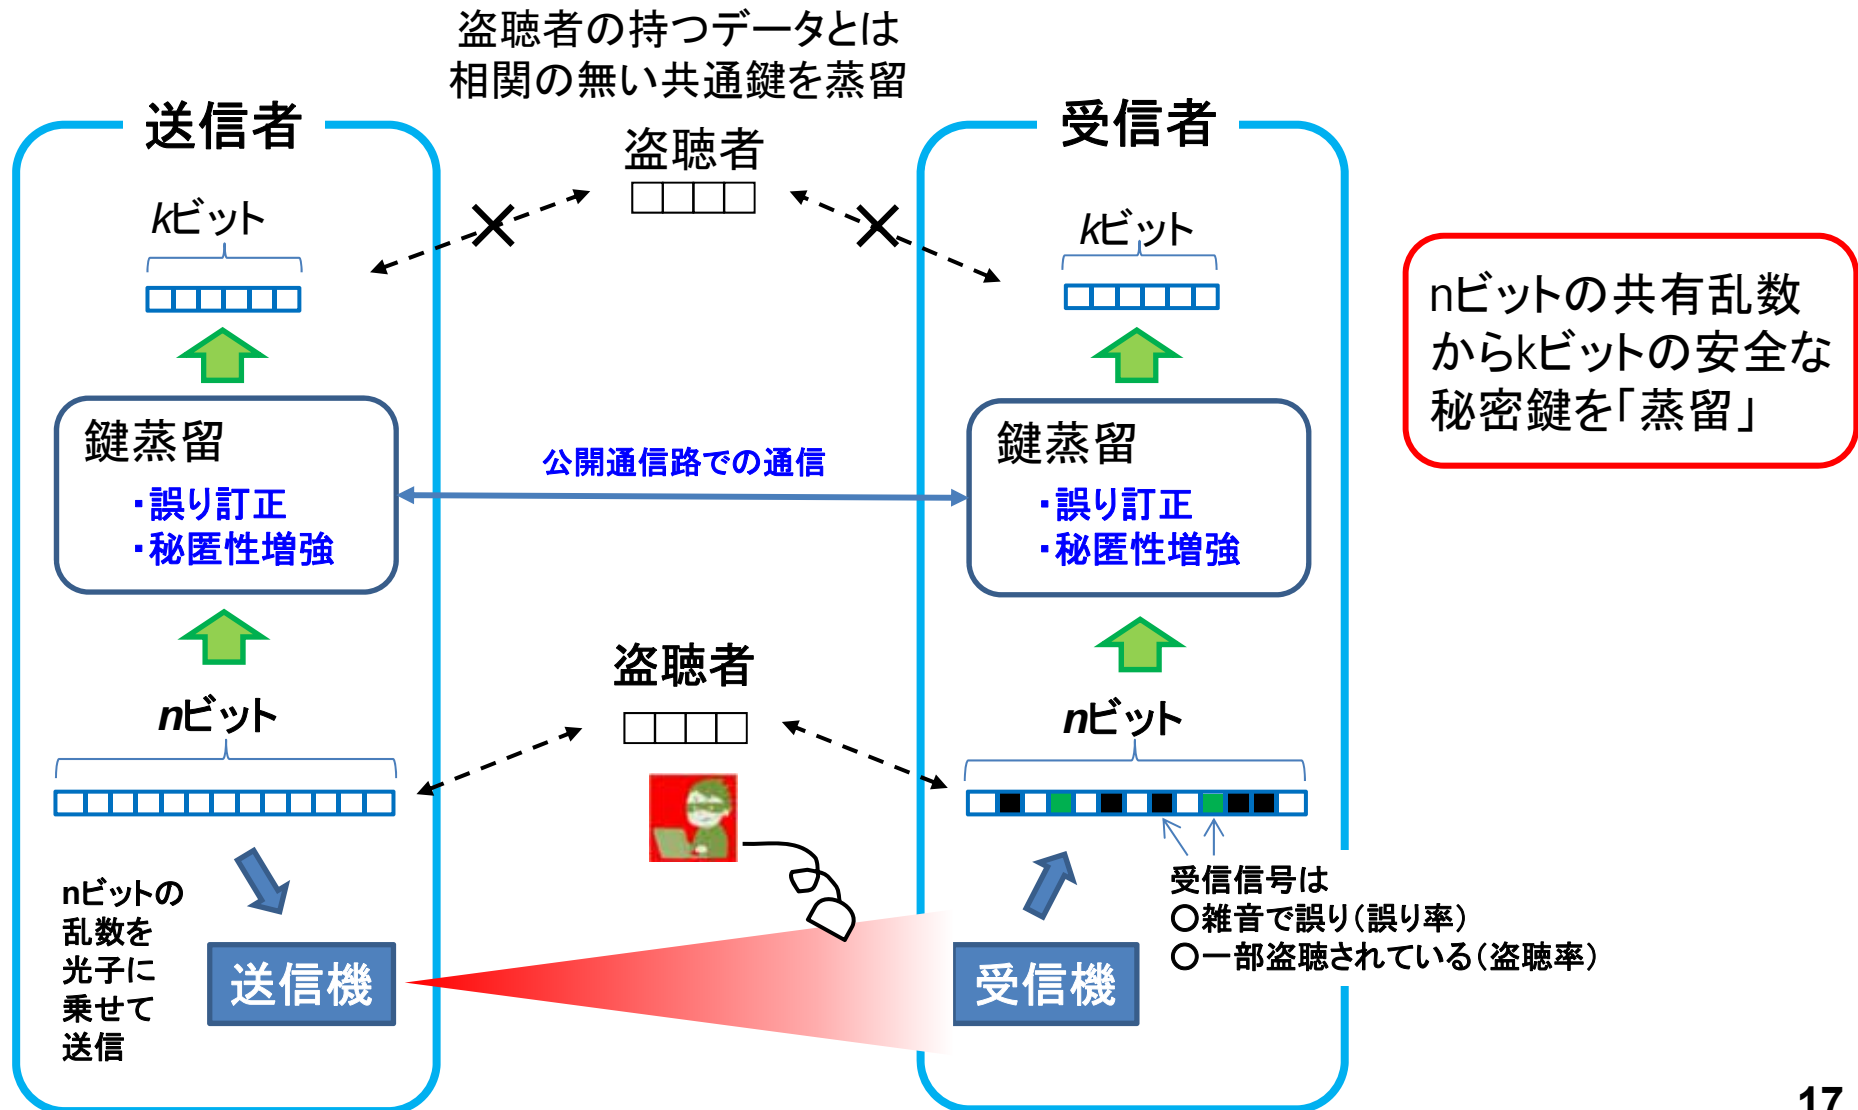 盗聴者の持つデータとは
相関の無い共通鍵を蒸留
送信者
盗聴者
受信者
kビット
kビット
nビットの共有乱数
からkビットの安全な
秘密鍵を「蒸留」
鍵蒸留
・誤り訂正
・秘匿性増強
公開通信路での通信
鍵蒸留
・誤り訂正
・秘匿性増強
盗聴者
nビット
nビット
nビットの
乱数を
光子に
乗せて
送信
送信機
受信機
受信信号は
○雑音で誤り(誤り率)
○一部盗聴されている(盗聴率)
17